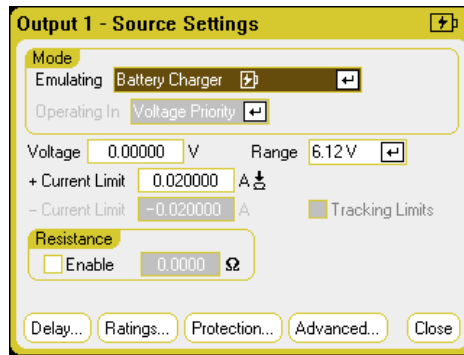 Output 1 - Source Settings
Mode
Emulating Battery Charger
Operating In Voltage Priority
Voltage 0.00000 V Range 6.12 V
+ Current Limit 0.020000 A
- Current Limit -0.020000 A Tracking Limits
Resistance
Enable 0.0000 Ω
Delay... Ratings... Protection... Advanced... Close